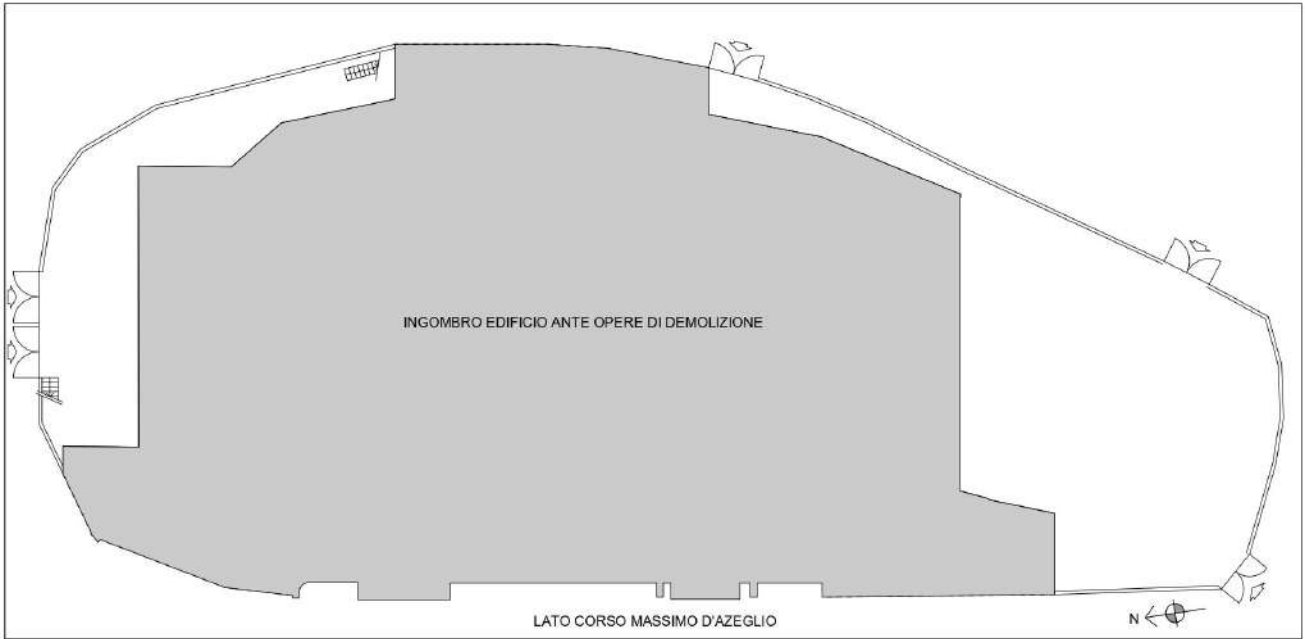 INGOMBRO EDIFICIO ANTE OPERE DI DEMOLIZIONE
LATO CORSO MASSIMO D'AZEGLIO
N